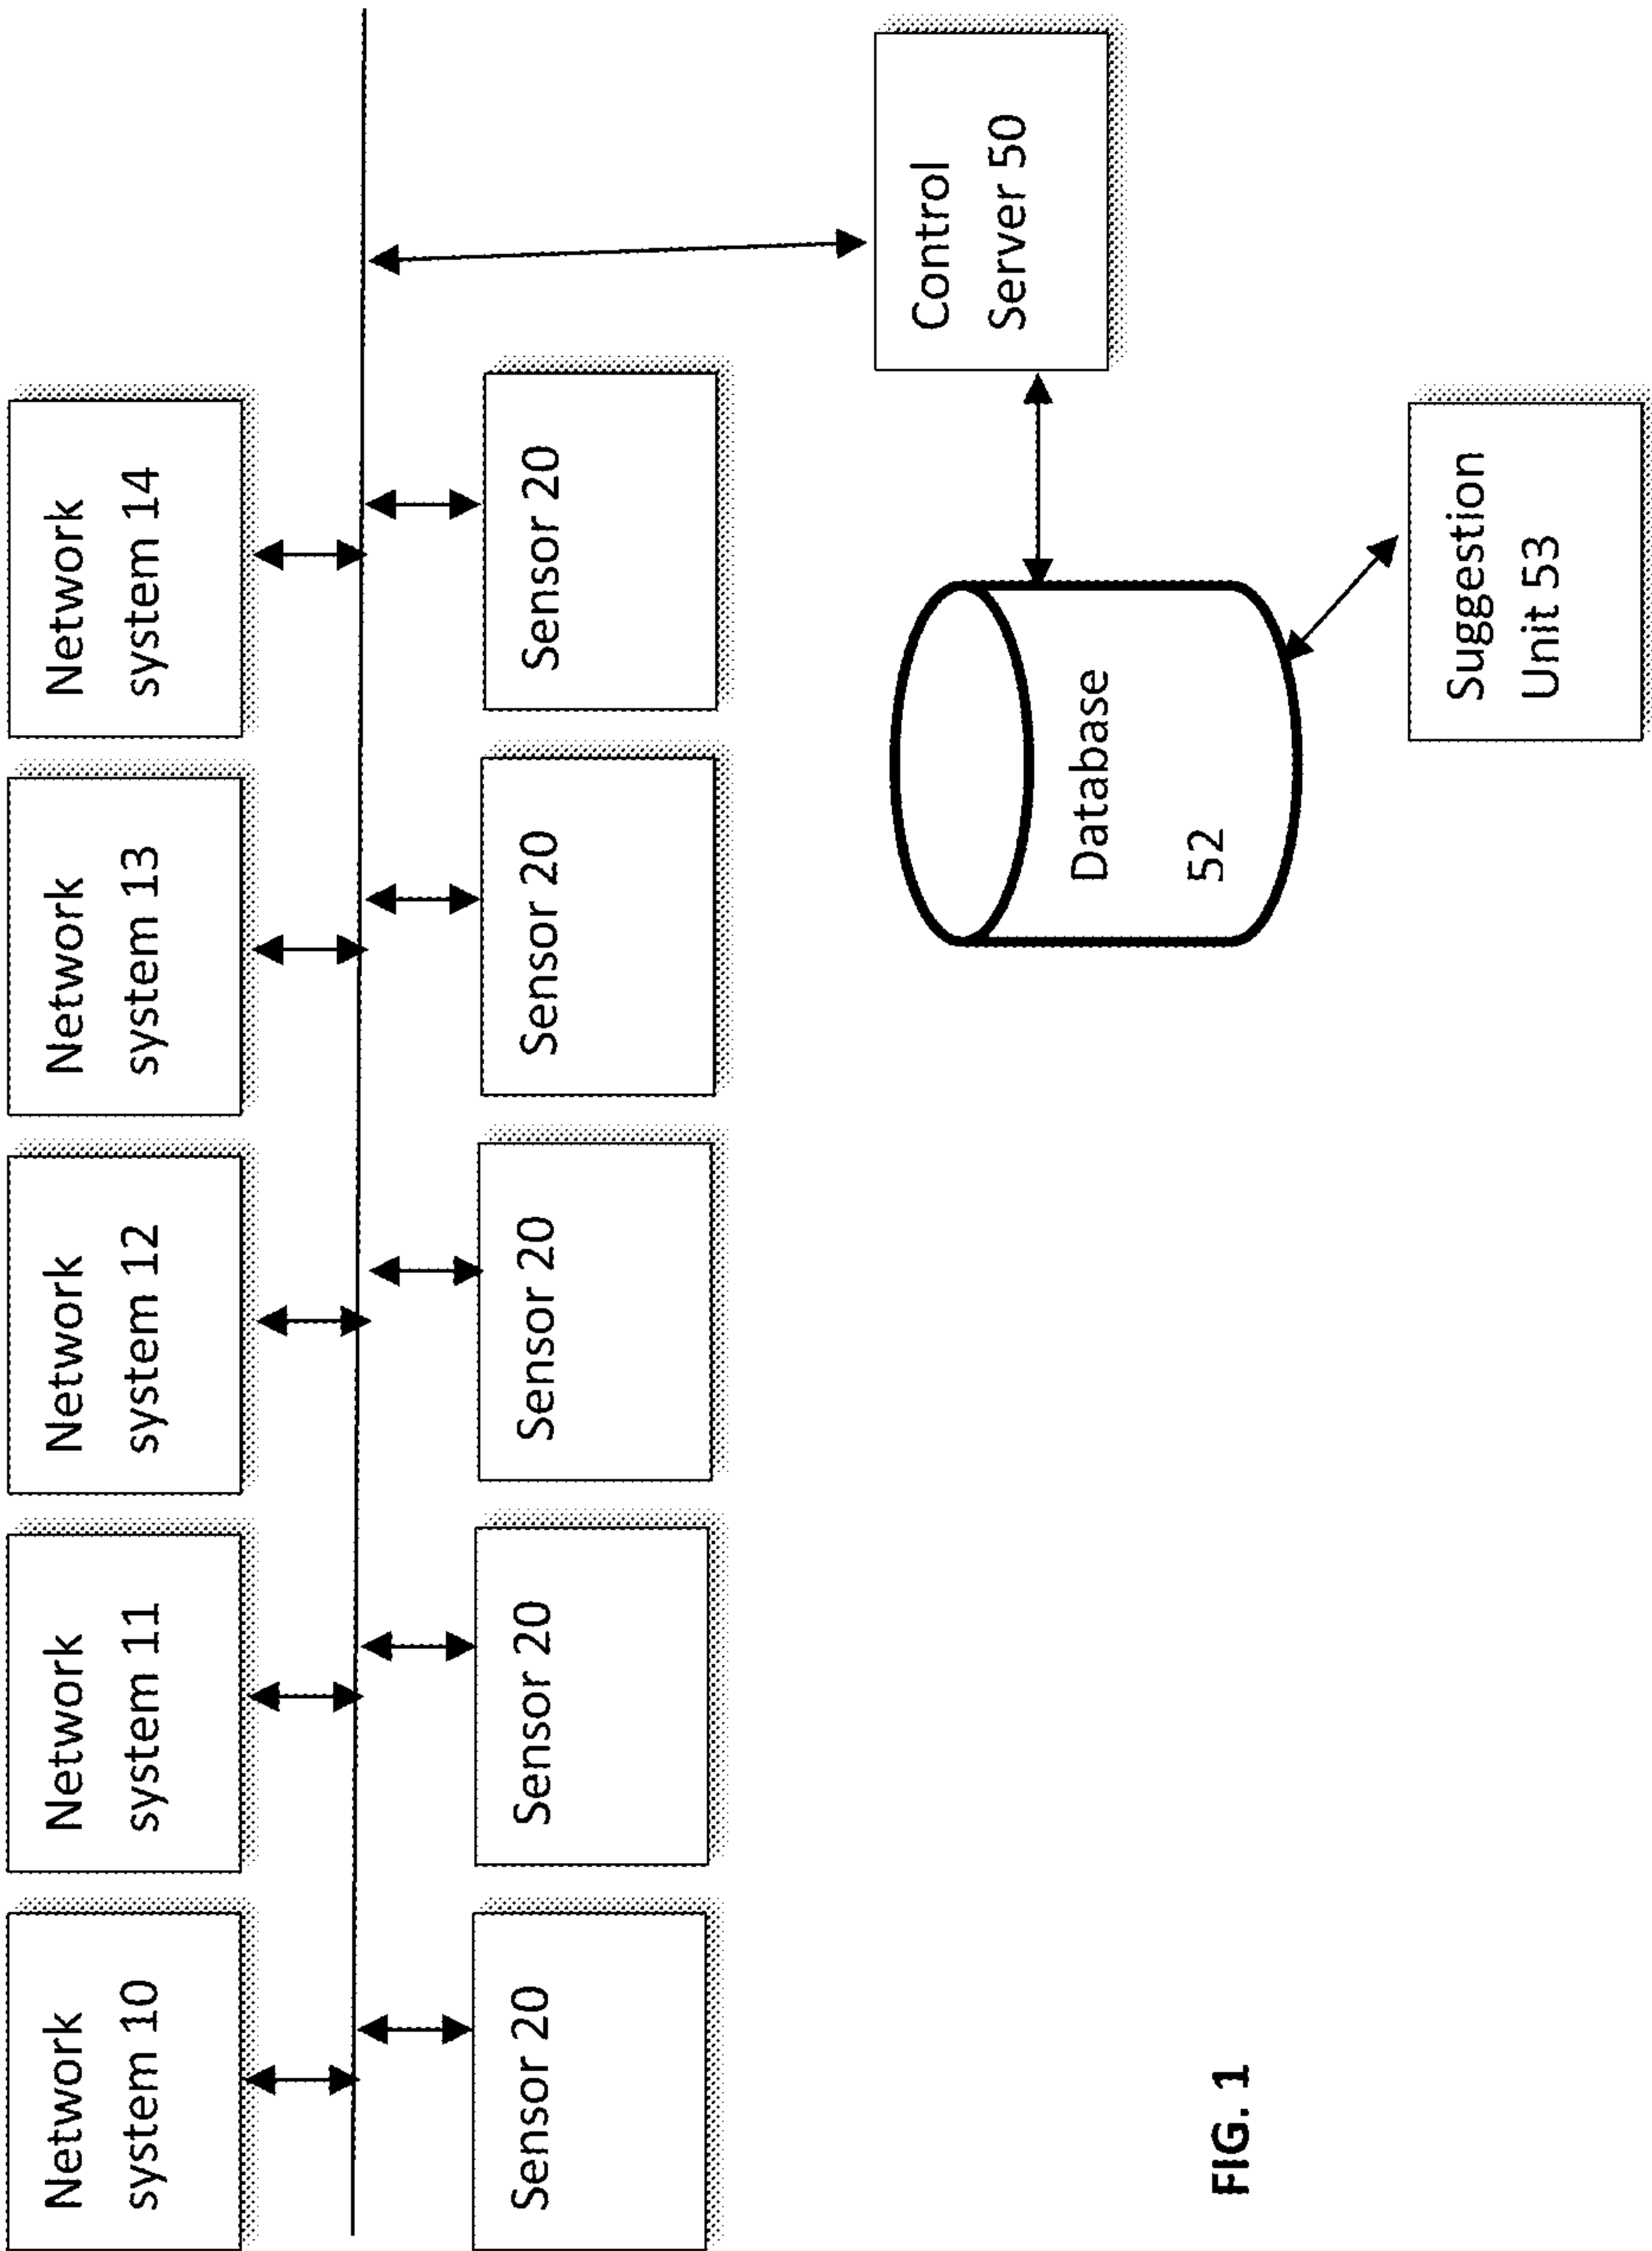 Network
system 10
Network
system 11
Network
system 12
Network
system 13
Network
system 14
Sensor 20
Sensor 20
Sensor 20
Sensor 20
Sensor 20
Control
Server 50
Database
52
Suggestion
Unit 53
FIG. 1